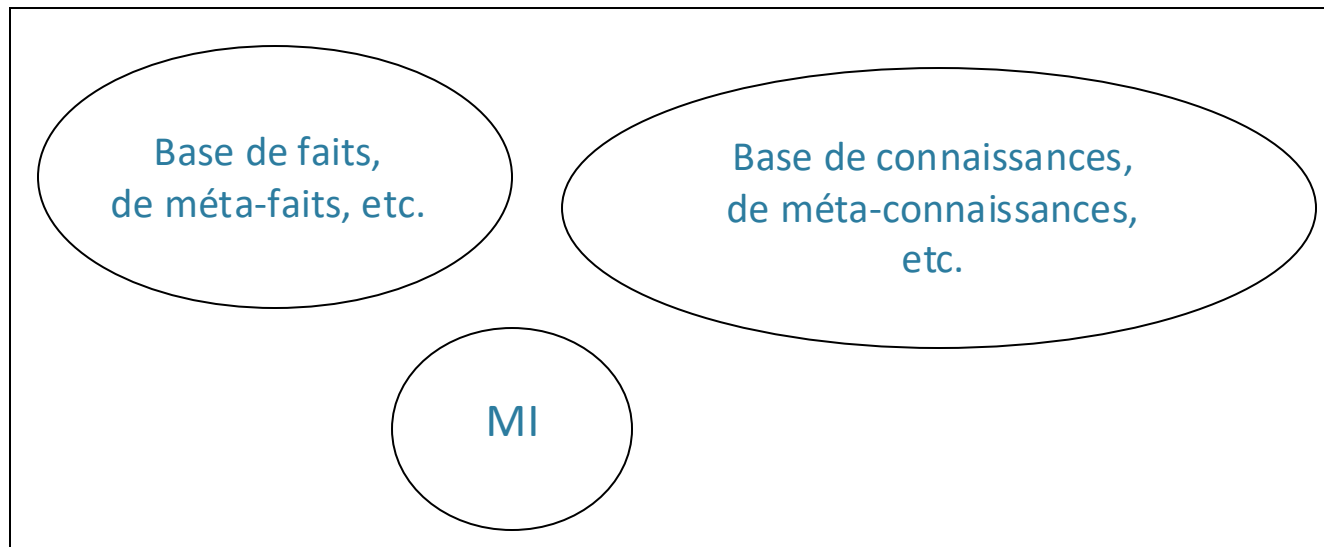 Base de faits,
de méta-faits, etc.
Base de connaissances,
de méta-connaissances,
etc.
MI